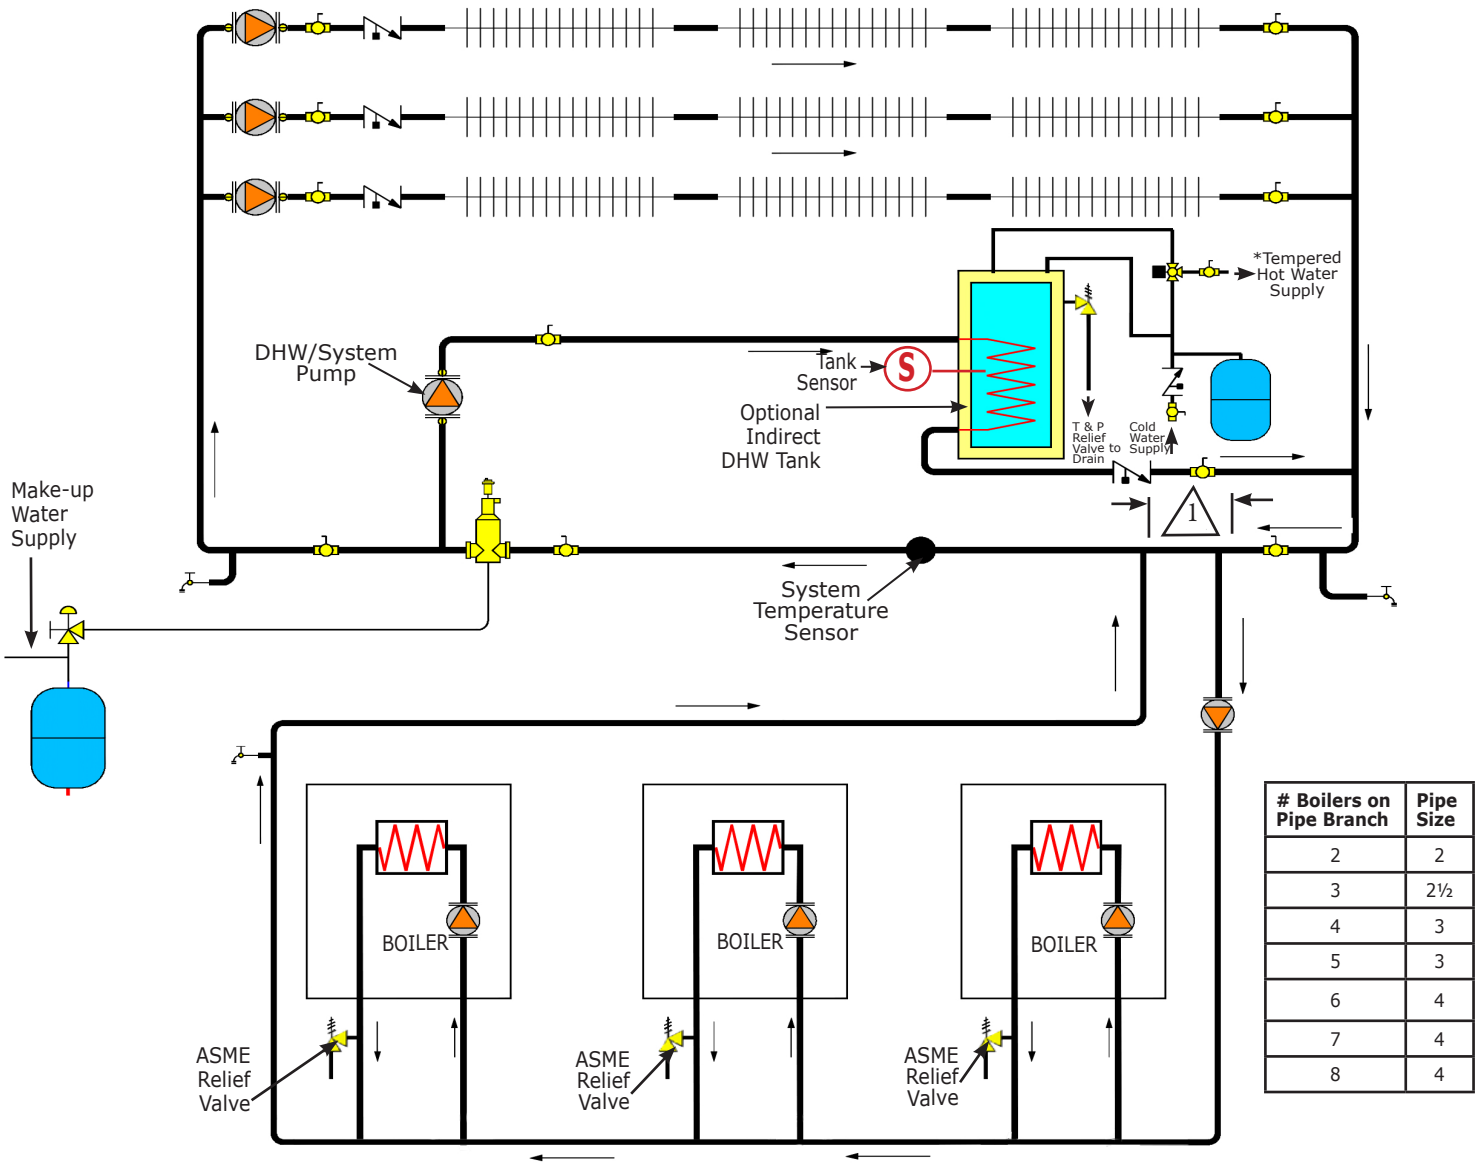 *Tempered
Hot Water
Supply
DHW/System
Pump
Tank
Sensor
S
Optional
Indirect
DHW Tank
T & P
Relief
Valve to
Drain
Cold
Water
Supply
1
Make-up
Water
Supply
System
Temperature
Sensor
BOILER
BOILER
BOILER
ASME
Relief
Valve
ASME
Relief
Valve
ASME
Relief
Valve
# Boilers on Pipe
Pipe Branch Size
2 2
3 2½
4 3
5 3
6 4
7 4
8 4